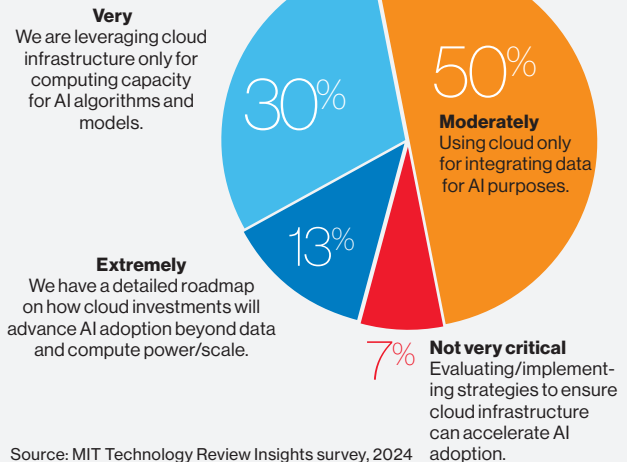 Very
We are leveraging cloud
infrastructure only for
computing capacity
for AI algorithms and
models.
30%
50%
Moderately
Using cloud only
for integrating data
for AI purposes.
13%
Extremely
We have a detailed roadmap
on how cloud investments will
advance AI adoption beyond data
and compute power/scale.
7%
Not very critical
Evaluating/implement-
ing strategies to ensure
cloud infrastructure
can accelerate AI
adoption.
Source: MIT Technology Review Insights survey, 2024